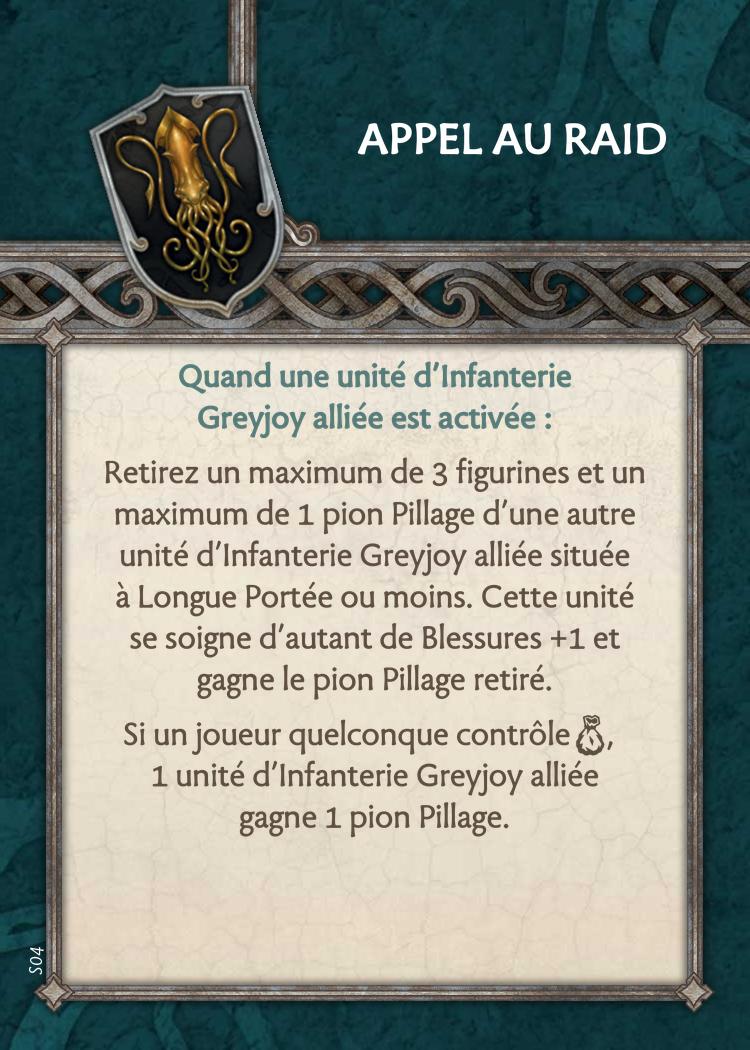 APPEL AU RAID
Quand une unité d'Infanterie
Greyjoy alliée est activée :
Retirez un maximum de 3 figurines et un
maximum de 1 pion Pillage d'une autre
unité d'Infanterie Greyjoy alliée située
à Longue Portée ou moins. Cette unité
se soigne d'autant de Blessures +1 et
gagne le pion Pillage retiré.
Si un joueur quelconque contrôle ,
1 unité d'Infanterie Greyjoy alliée
gagne 1 pion Pillage.
S04